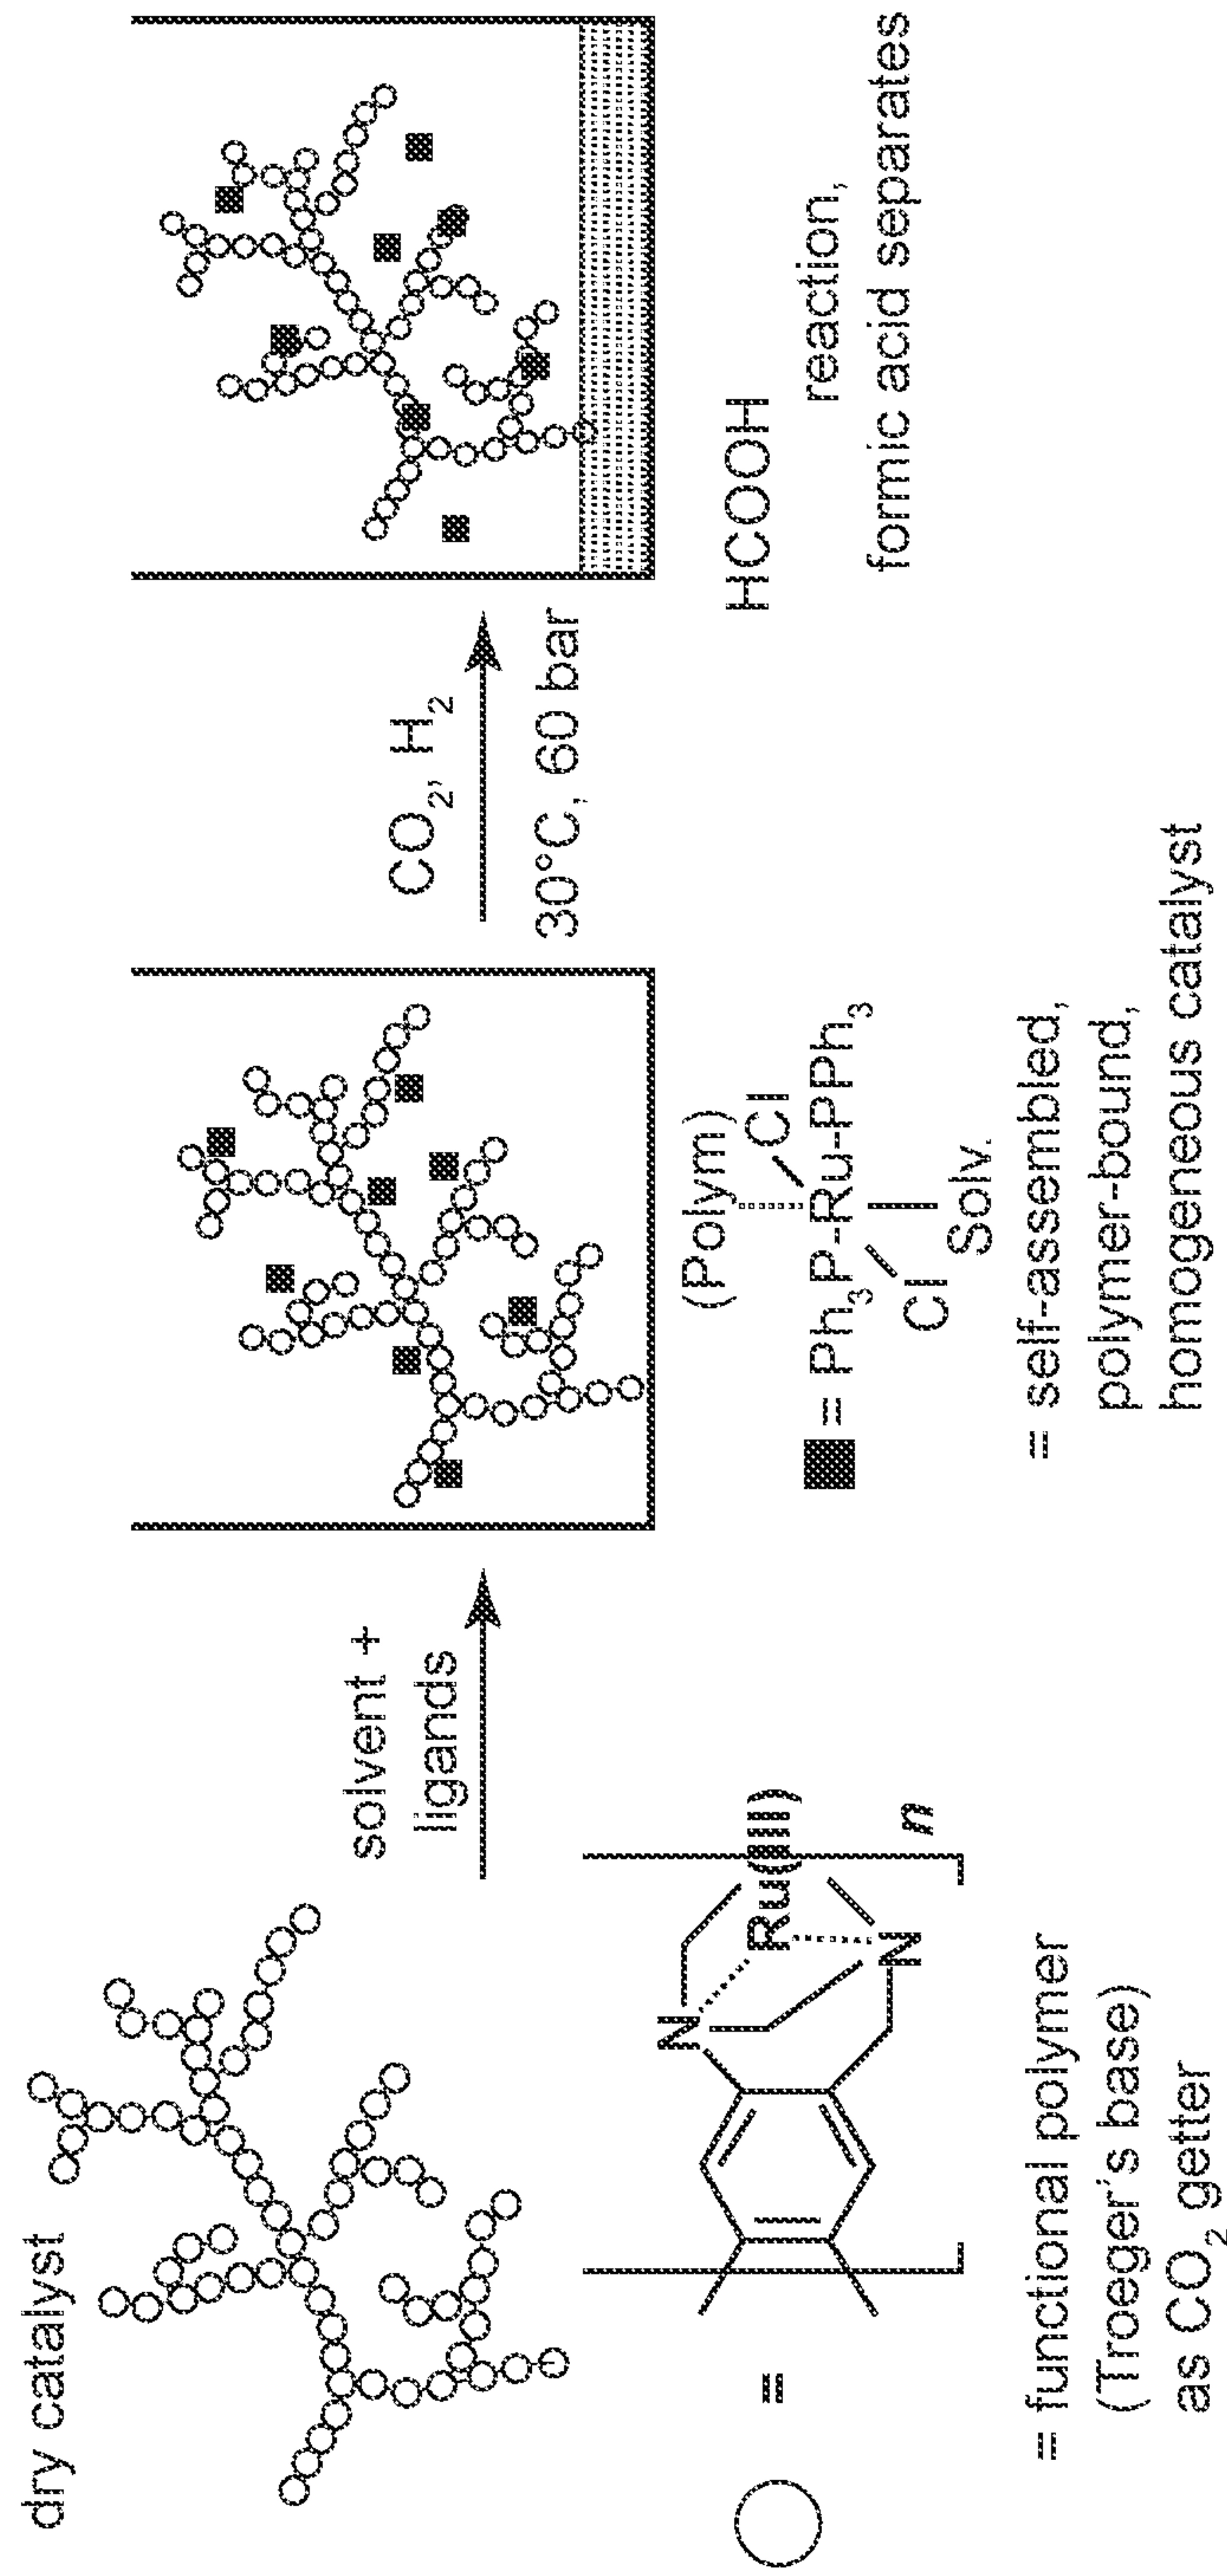 dry catalyst
=
N
Ru(III)
N
n
= functional polymer
(Troeger's base)
as CO2 getter
solvent +
ligands
(Polym)
Cl
= Ph3P-Ru-PPh3
Cl
Solv.
= self-assembled,
polymer-bound,
homogeneous catalyst
CO2, H2
30°C, 60 bar
HCOOH
reaction,
formic acid separates